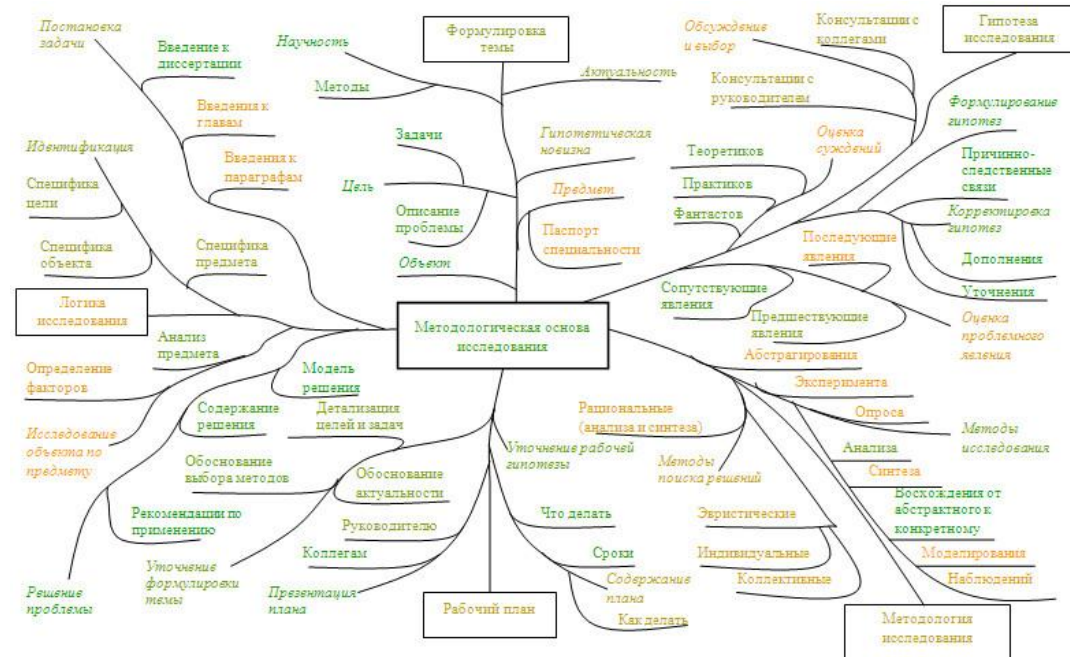 Постановка
задачи
Введение к
диссертации
Введения к
главам
Введения к
параграфам
Идентификация
Специфика
цели
Специфика
объекта
Специфика
предмета
Логика
исследования
Научность
Методы
Формулировка
темы
Актуальность
Задачи
Цель
Описание
проблемы
Объект
Гипотетическая
новизна
Предмет
Паспорт
специальности
Обсуждение
и выбор
Консультации с
коллегами
Консультации с
руководителем
Гипотеза
исследования
Формулирование
гипотез
Оценка
суждений
Теоретиков
Практиков
Фантастов
Причинно-
следственные
связи
Корректировка
гипотез
Дополнения
Уточнения
Последующие
явления
Сопутствующие
явления
Предшествующие
явления
Оценка
проблемного
явления
Методологическая основа
исследования
Анализ
предмета
Определение
факторов
Исследование
объекта по
предмету
Модель
решения
Содержание
решения
Рекомендации по
применению
Решение
проблемы
Детализация
целей и задач
Обоснование
выбора методов
Обоснование
актуальности
Уточнение
формулировки
темы
Руководителю
Коллегам
Презентация
плана
Рабочий план
Уточнение рабочей
гипотезы
Что делать
Сроки
Содержание
плана
Как делать
Рациональные
(анализа и синтеза)
Методы
поиска решений
Эвристические
Индивидуальные
Коллективные
Абстрагирования
Эксперимента
Опроса
Методы
исследования
Анализа
Синтеза
Восхождения от
абстрактного к
конкретному
Моделирования
Наблюдений
Методология
исследования